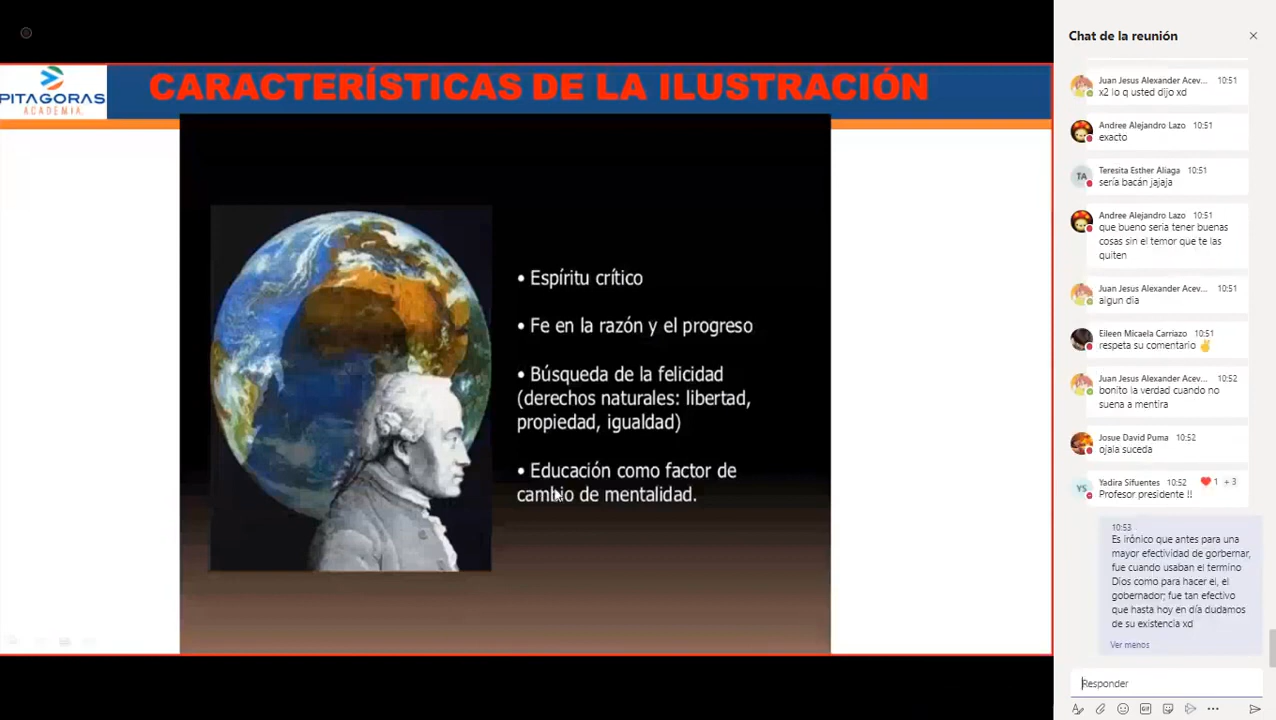 PITAGORAS
ACADEMIA
CARACTERÍSTICAS DE LA ILUSTRACIÓN
• Espíritu crítico
• Fe en la razón y el progreso
• Búsqueda de la felicidad
(derechos naturales: libertad,
propiedad, igualdad)
• Educación como factor de
cambio de mentalidad.
Chat de la reunión
Juan Jesus Alexander Acev... 10:51
x2 lo q usted dijo xd
Andree Alejandro Lazo 10:51
exacto
TA
Teresita Esther Aliaga 10:51
sería bacán jajaja
Andree Alejandro Lazo 10:51
que bueno seria tener buenas
cosas sin el temor que te las
quiten
Juan Jesus Alexander Acev... 10:51
algun dia
Eileen Micaela Carriazo 10:51
respeta su comentario ✌
Juan Jesus Alexander Acev... 10:52
bonito la verdad cuando no
suena a mentira
Josue David Puma 10:52
ojala suceda
YS
Yadira Sifuentes 10:52 ❤ 1 + 3
Profesor presidente !!
10:53
Es irónico que antes para una
mayor efectividad de gorbernar,
fue cuando usaban el termino
Dios como para hacer el, el
gobernador; fue tan efectivo
que hasta hoy en día dudamos
de su existencia xd
Ver menos
Responder
GIF